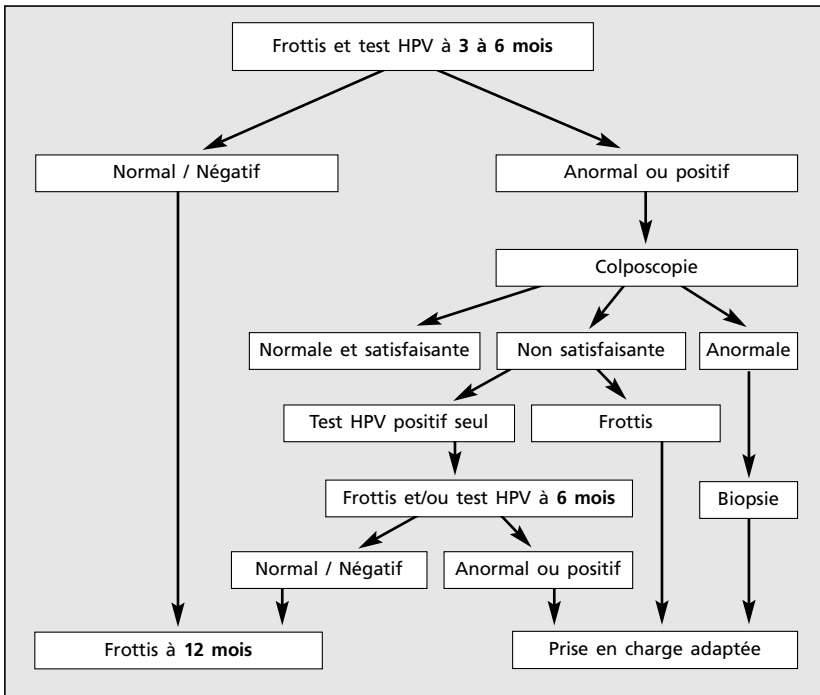 Frottis et test HPV à 3 à 6 mois
Normal / Négatif
Anormal ou positif
Colposcopie
Normale et satisfaisante
Non satisfaisante
Anormale
Test HPV positif seul
Frottis
Frottis et/ou test HPV à 6 mois
Biopsie
Normal / Négatif
Anormal ou positif
Frottis à 12 mois
Prise en charge adaptée